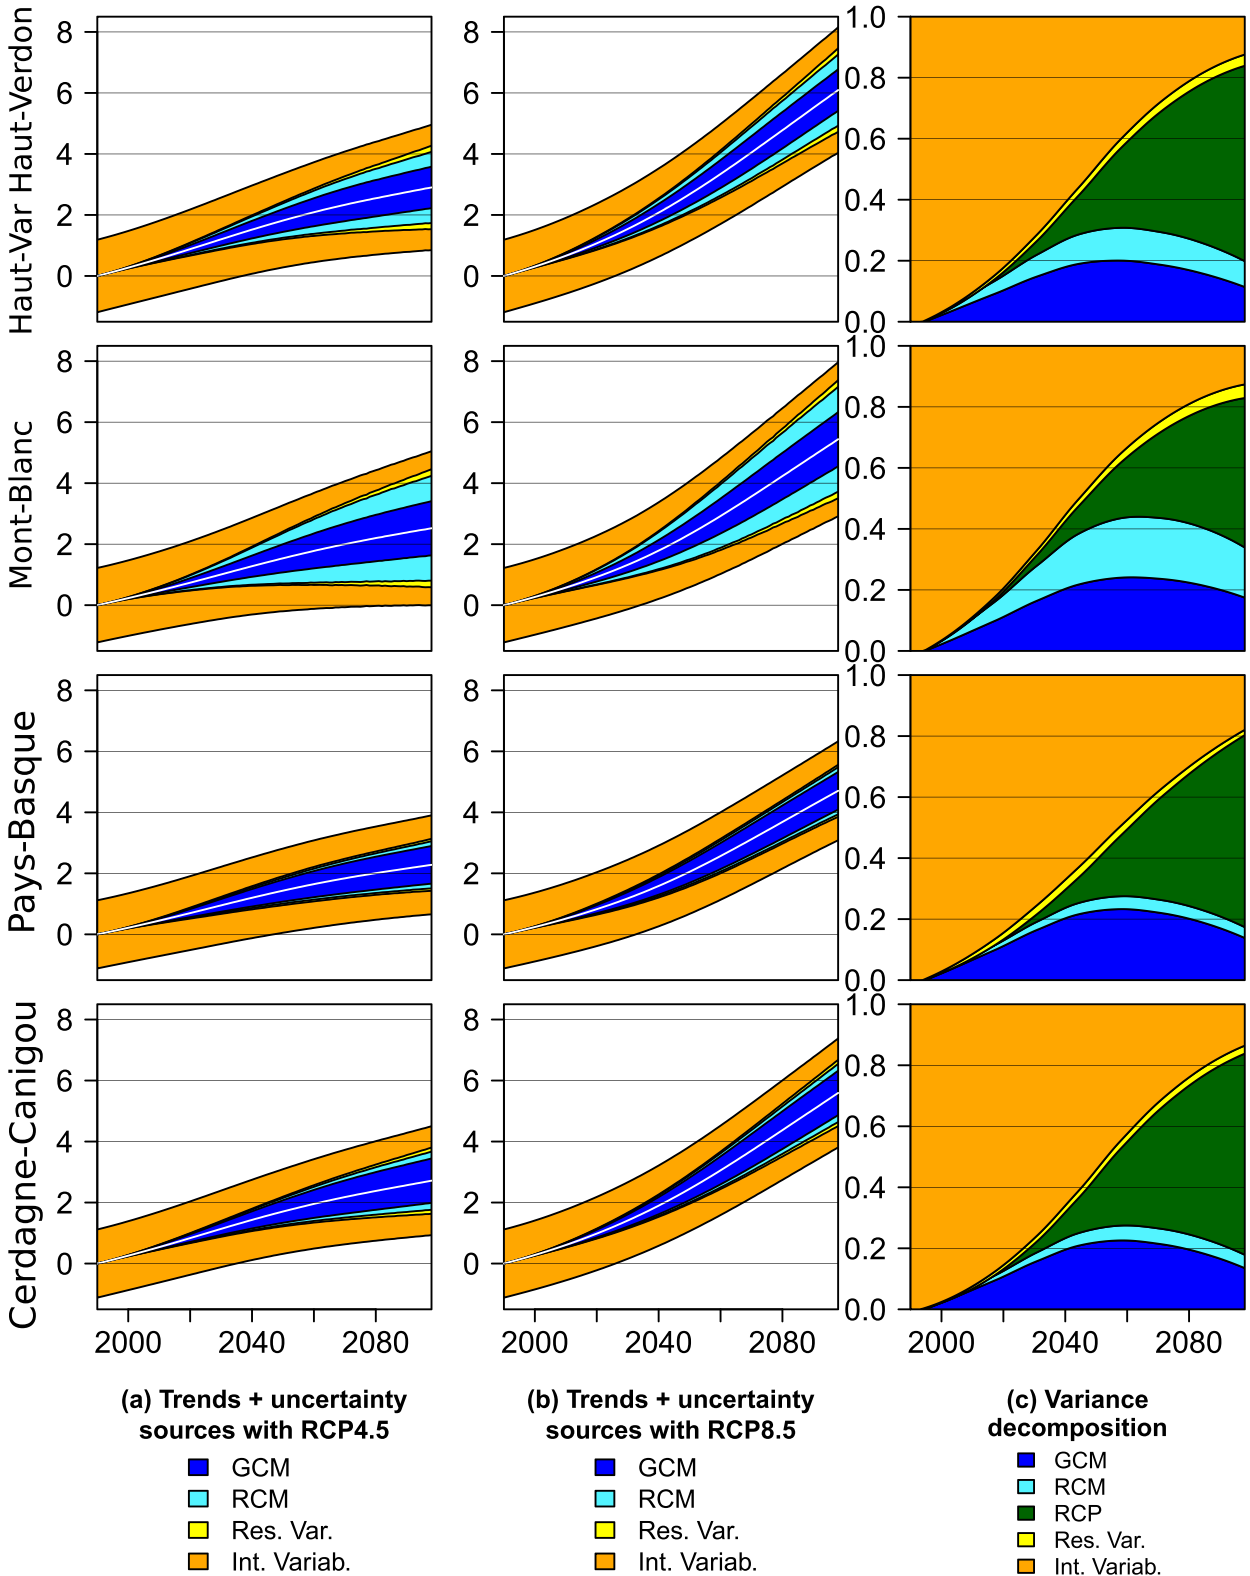 Haut-Var Haut-Verdon
8
6
4
2
0
8
6
4
2
0
1.0
0.8
0.6
0.4
0.2
0.0
Mont-Blanc
8
6
4
2
0
8
6
4
2
0
1.0
0.8
0.6
0.4
0.2
0.0
Pays-Basque
8
6
4
2
0
8
6
4
2
0
1.0
0.8
0.6
0.4
0.2
0.0
Cerdagne-Canigou
8
6
4
2
0
8
6
4
2
0
1.0
0.8
0.6
0.4
0.2
0.0
2000 2040 2080
2000 2040 2080
2000 2040 2080
(a) Trends + uncertainty
sources with RCP4.5
GCM
RCM
Res. Var.
Int. Variab.
(b) Trends + uncertainty
sources with RCP8.5
GCM
RCM
Res. Var.
Int. Variab.
(c) Variance
decomposition
GCM
RCM
RCP
Res. Var.
Int. Variab.